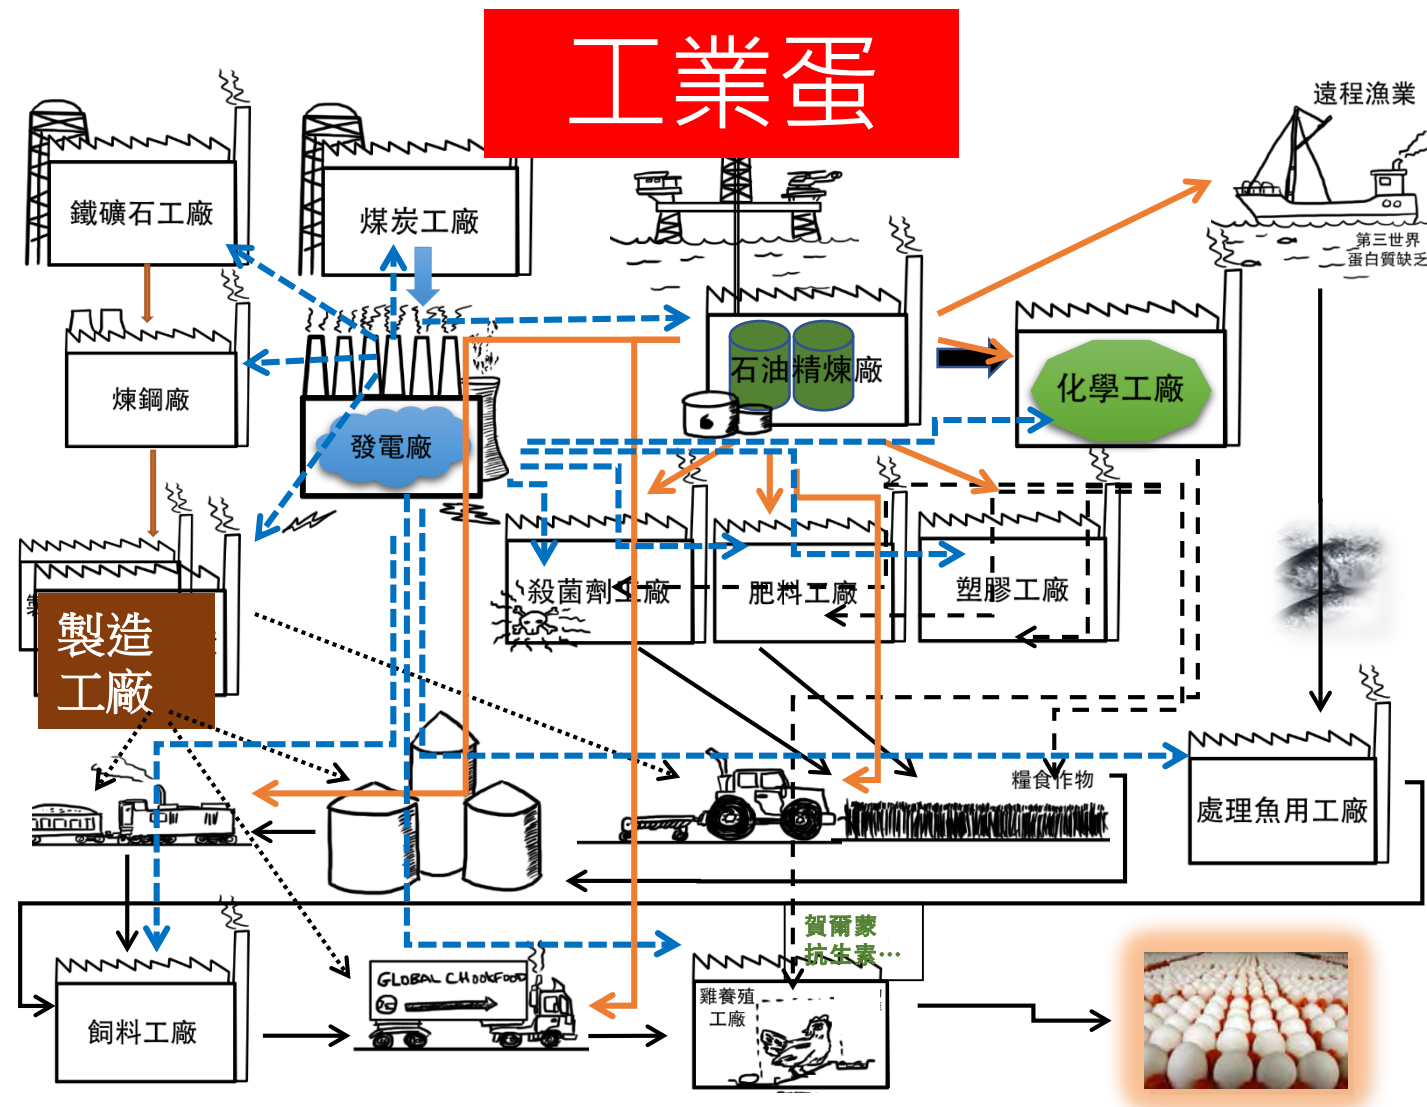 工業蛋
遠程漁業
鐵礦石工廠
煤炭工廠
第三世界
蛋白質缺乏
石油精煉廠
6
化學工廠
煉鋼廠
發電廠
殺菌劑工廠
肥料工廠
塑膠工廠
製造
工廠
糧食作物
處理魚用工廠
賀爾蒙
抗生素…
GLOBAL CHOOKFOOD
雞養殖
工廠
飼料工廠